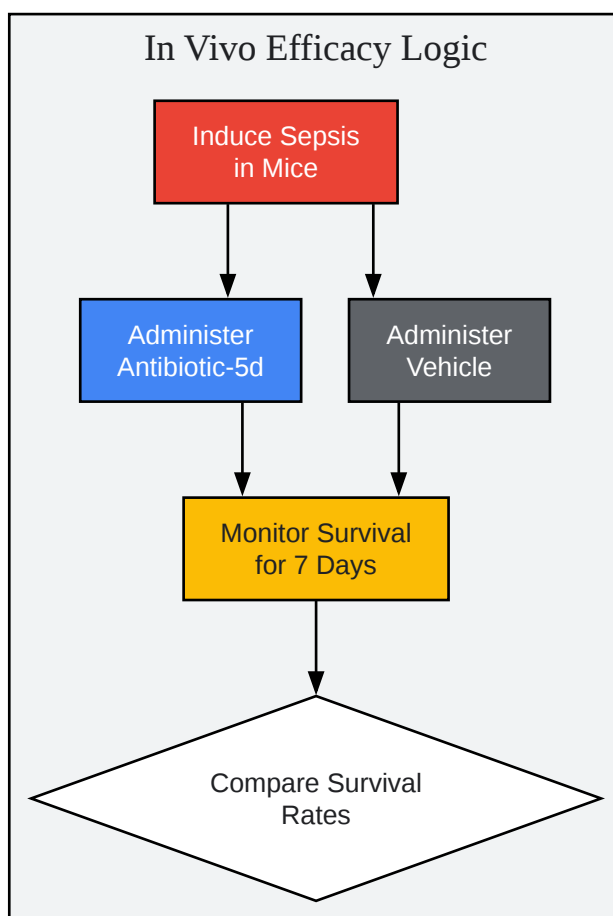 In Vivo Efficacy Logic
Induce Sepsis
in Mice
Administer
Antibiotic-5d
Administer
Vehicle
Monitor Survival
for 7 Days
Compare Survival
Rates